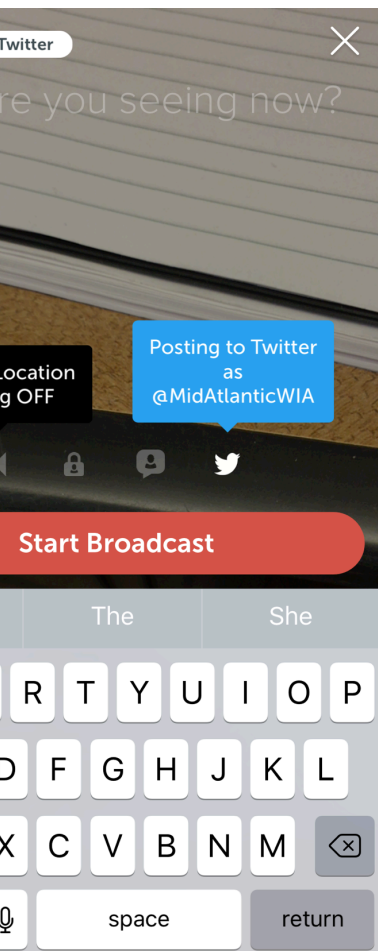 Twitter
re you seeing now?
Location
g OFF
Posting to Twitter
as
@MidAtlanticWIA
Start Broadcast
The
She
R T Y U I O P
D F G H J K L
X C V B N M
space
return